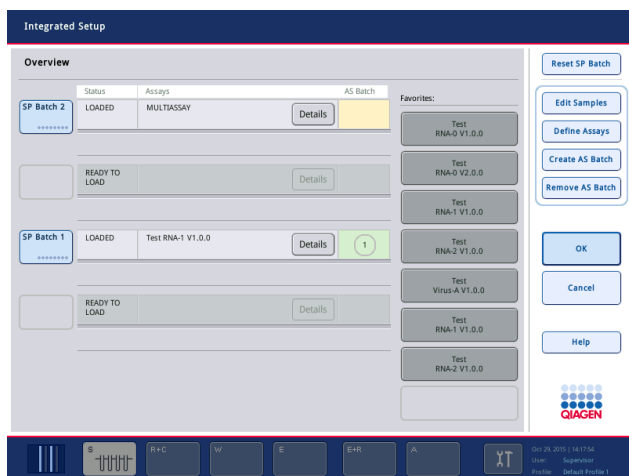 Integrated Setup
Overview
Status Assays AS Batch
SP Batch 2 LOADED MULTIASSAY Details
READY TO LOAD Details
SP Batch 1 LOADED Test RNA-1 V1.0.0 Details 1
READY TO LOAD Details
Favorites:
Test
RNA-0 V1.0.0
Test
RNA-0 V2.0.0
Test
RNA-1 V1.0.0
Test
RNA-2 V1.0.0
Test
Virus-A V1.0.0
Test
RNA-1 V1.0.0
Test
RNA-2 V1.0.0
Reset SP Batch
Edit Samples
Define Assays
Create AS Batch
Remove AS Batch
OK
Cancel
Help
QIAGEN
S R+C W E E+R A
Oct 29, 2015 | 14:17:54
User: Supervisor
Profile: Default Profile 1